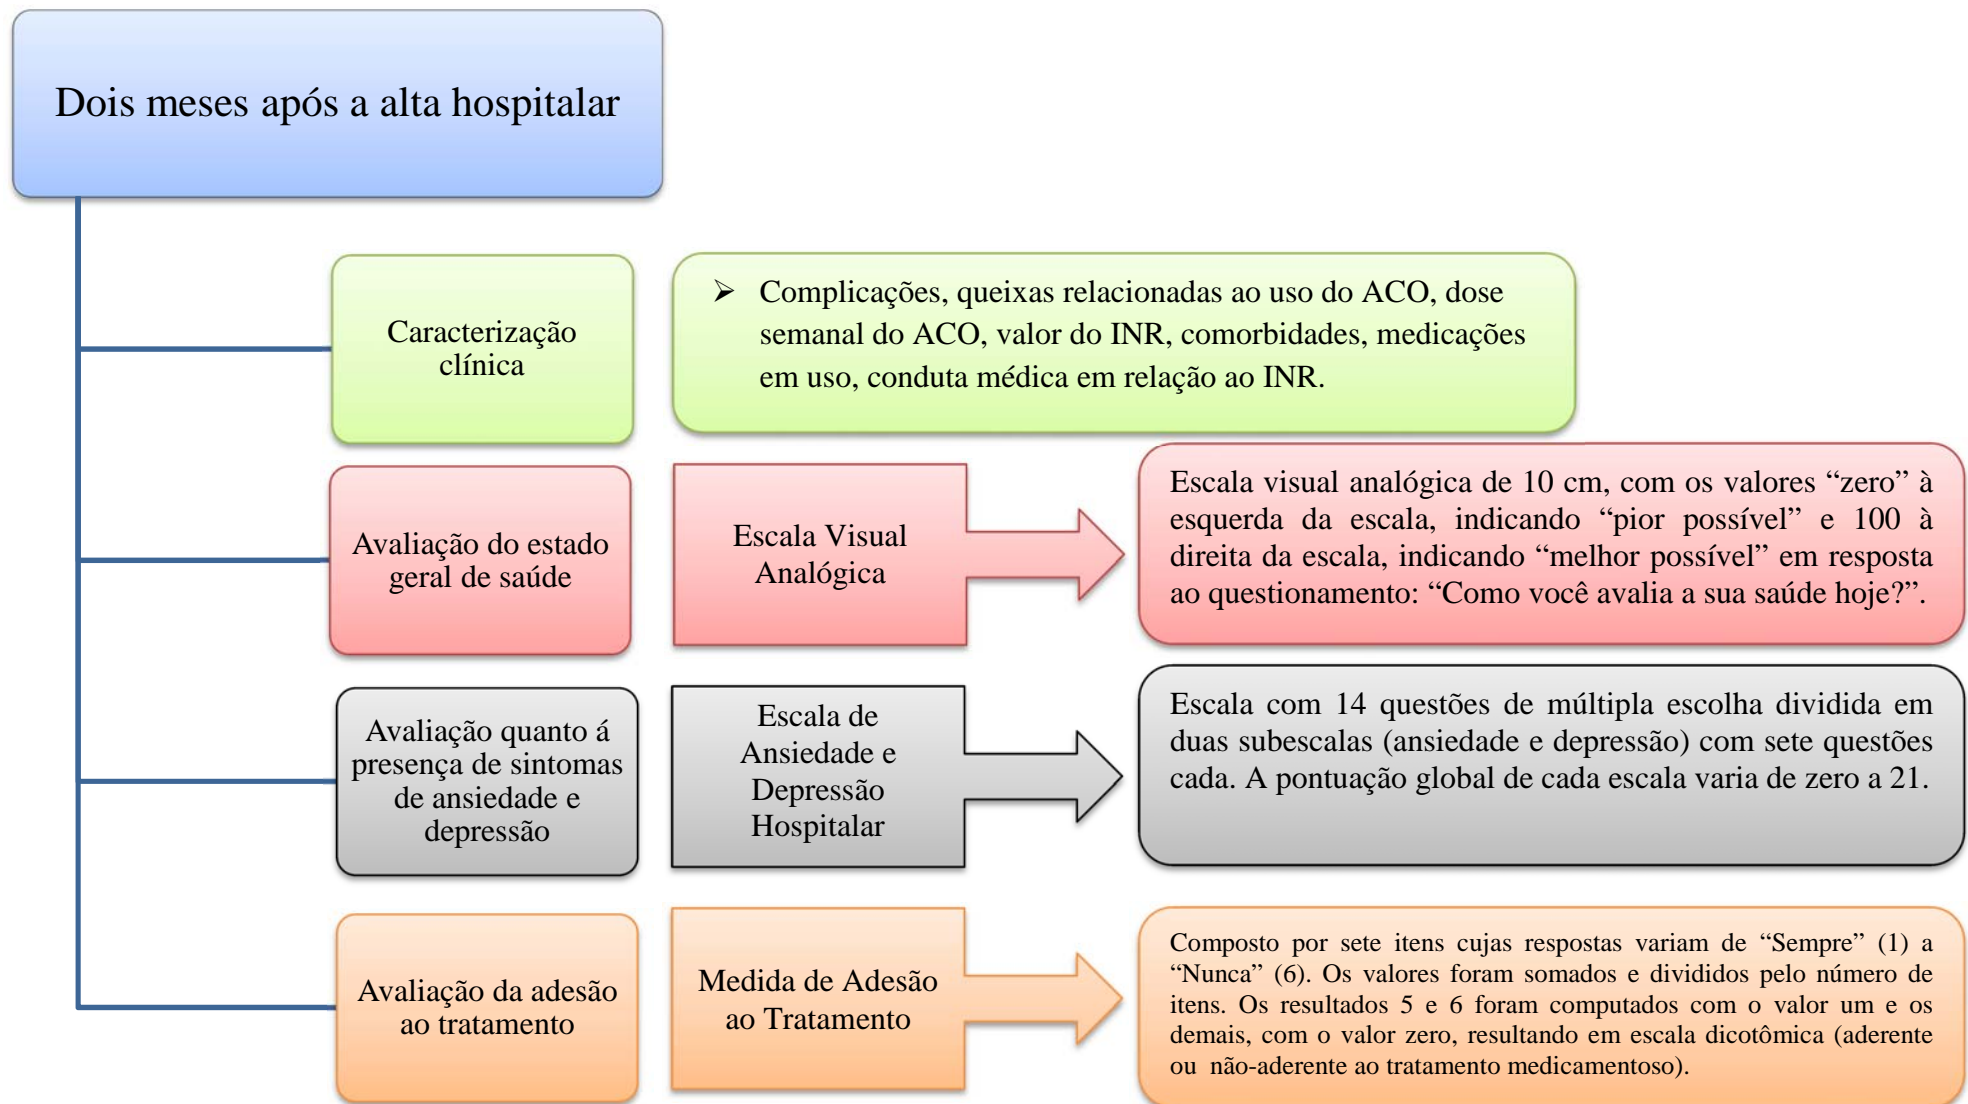 Dois meses após a alta hospitalar
Caracterização
clínica
➢ Complicações, queixas relacionadas ao uso do ACO, dose
semanal do ACO, valor do INR, comorbidades, medicações
em uso, conduta médica em relação ao INR.
Avaliação do estado
geral de saúde
Escala Visual
Analógica
Escala visual analógica de 10 cm, com os valores “zero” à
esquerda da escala, indicando “pior possível” e 100 à
direita da escala, indicando “melhor possível” em resposta
ao questionamento: “Como você avalia a sua saúde hoje?”.
Avaliação quanto á
presença de sintomas
de ansiedade e
depressão
Escala de
Ansiedade e
Depressão
Hospitalar
Escala com 14 questões de múltipla escolha dividida em
duas subescalas (ansiedade e depressão) com sete questões
cada. A pontuação global de cada escala varia de zero a 21.
Avaliação da adesão
ao tratamento
Medida de Adesão
ao Tratamento
Composto por sete itens cujas respostas variam de “Sempre” (1) a
“Nunca” (6). Os valores foram somados e divididos pelo número de
itens. Os resultados 5 e 6 foram computados com o valor um e os
demais, com o valor zero, resultando em escala dicotômica (aderente
ou não-aderente ao tratamento medicamentoso).